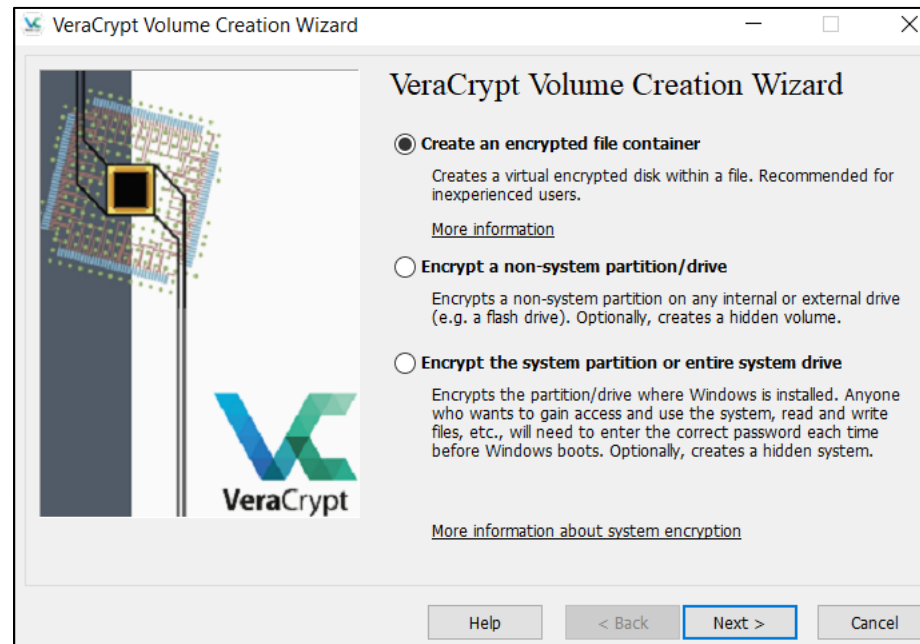 VeraCrypt Volume Creation Wizard
VeraCrypt Volume Creation Wizard
Create an encrypted file container
Creates a virtual encrypted disk within a file. Recommended for
inexperienced users.
More information
Encrypt a non-system partition/drive
Encrypts a non-system partition on any internal or external drive
(e.g. a flash drive). Optionally, creates a hidden volume.
Encrypt the system partition or entire system drive
Encrypts the partition/drive where Windows is installed. Anyone
who wants to gain access and use the system, read and write
files, etc., will need to enter the correct password each time
before Windows boots. Optionally, creates a hidden system.
VeraCrypt
More information about system encryption
Help
< Back
Next >
Cancel